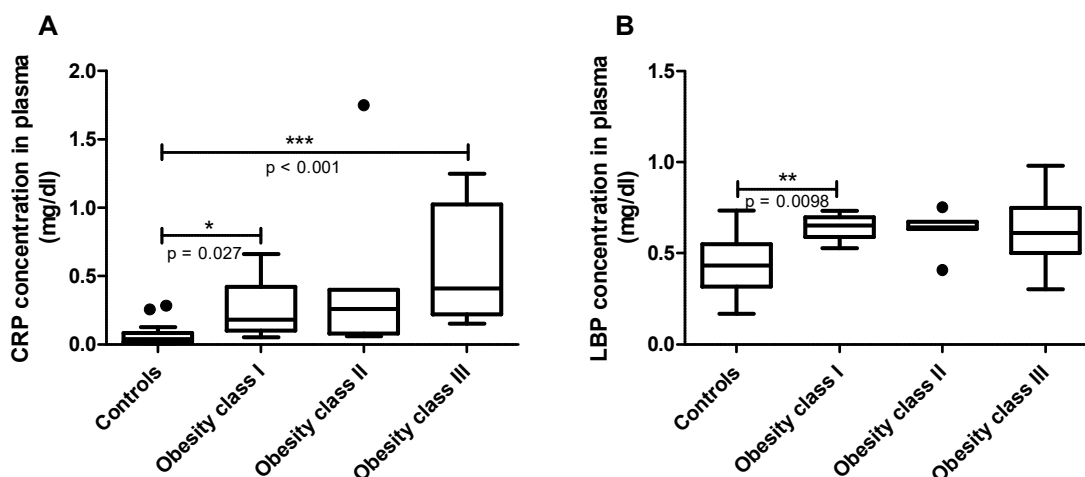 A
CRP concentration in plasma
(mg/dl)
2.0
1.5
1.0
0.5
0.0
***
p < 0.001
*
p = 0.027
Controls
Obesity class I
Obesity class II
Obesity class III
B
LBP concentration in plasma
(mg/dl)
1.5
1.0
0.5
0.0
**
p = 0.0098
Controls
Obesity class I
Obesity class II
Obesity class III